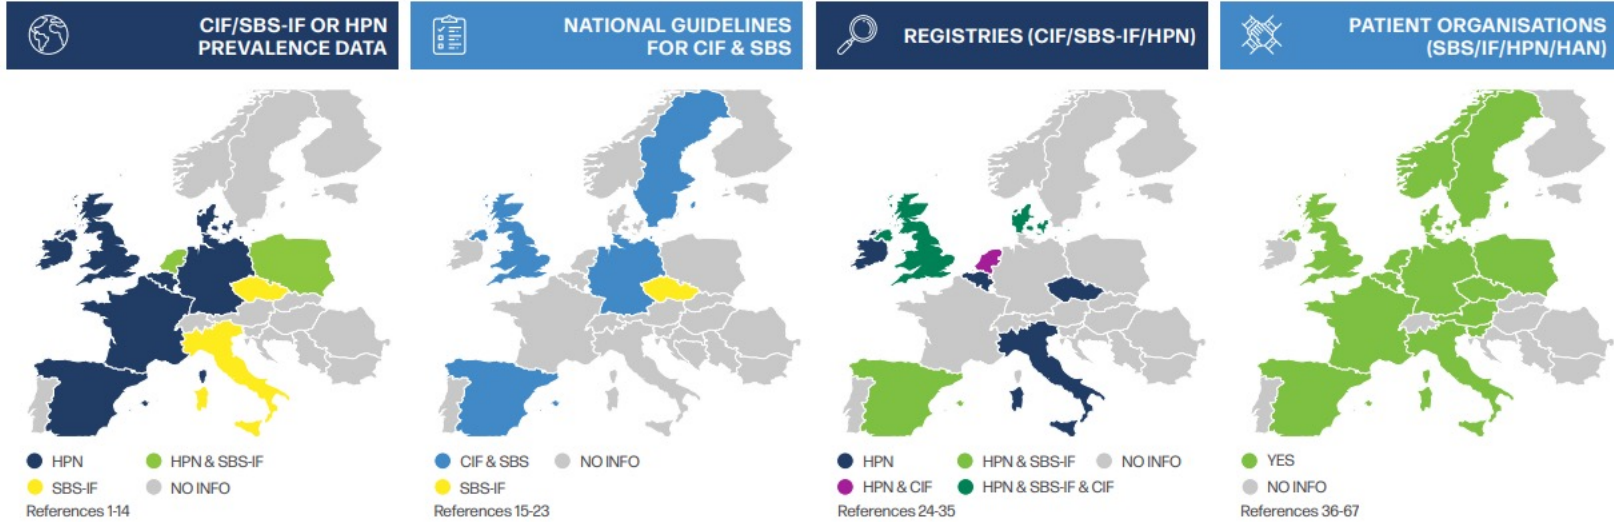 CIF/SBS-IF OR HPN
PREVALENCE DATA
HPN
HPN & SBS-IF
SBS-IF
NO INFO
References 1-14
NATIONAL GUIDELINES
FOR CIF & SBS
CIF & SBS
NO INFO
SBS-IF
References 15-23
REGISTRIES (CIF/SBS-IF/HPN)
HPN
HPN & SBS-IF
NO INFO
HPN & CIF
HPN & SBS-IF & CIF
References 24-35
PATIENT ORGANISATIONS
(SBS/IF/HPN/HAN)
YES
NO INFO
References 36-67